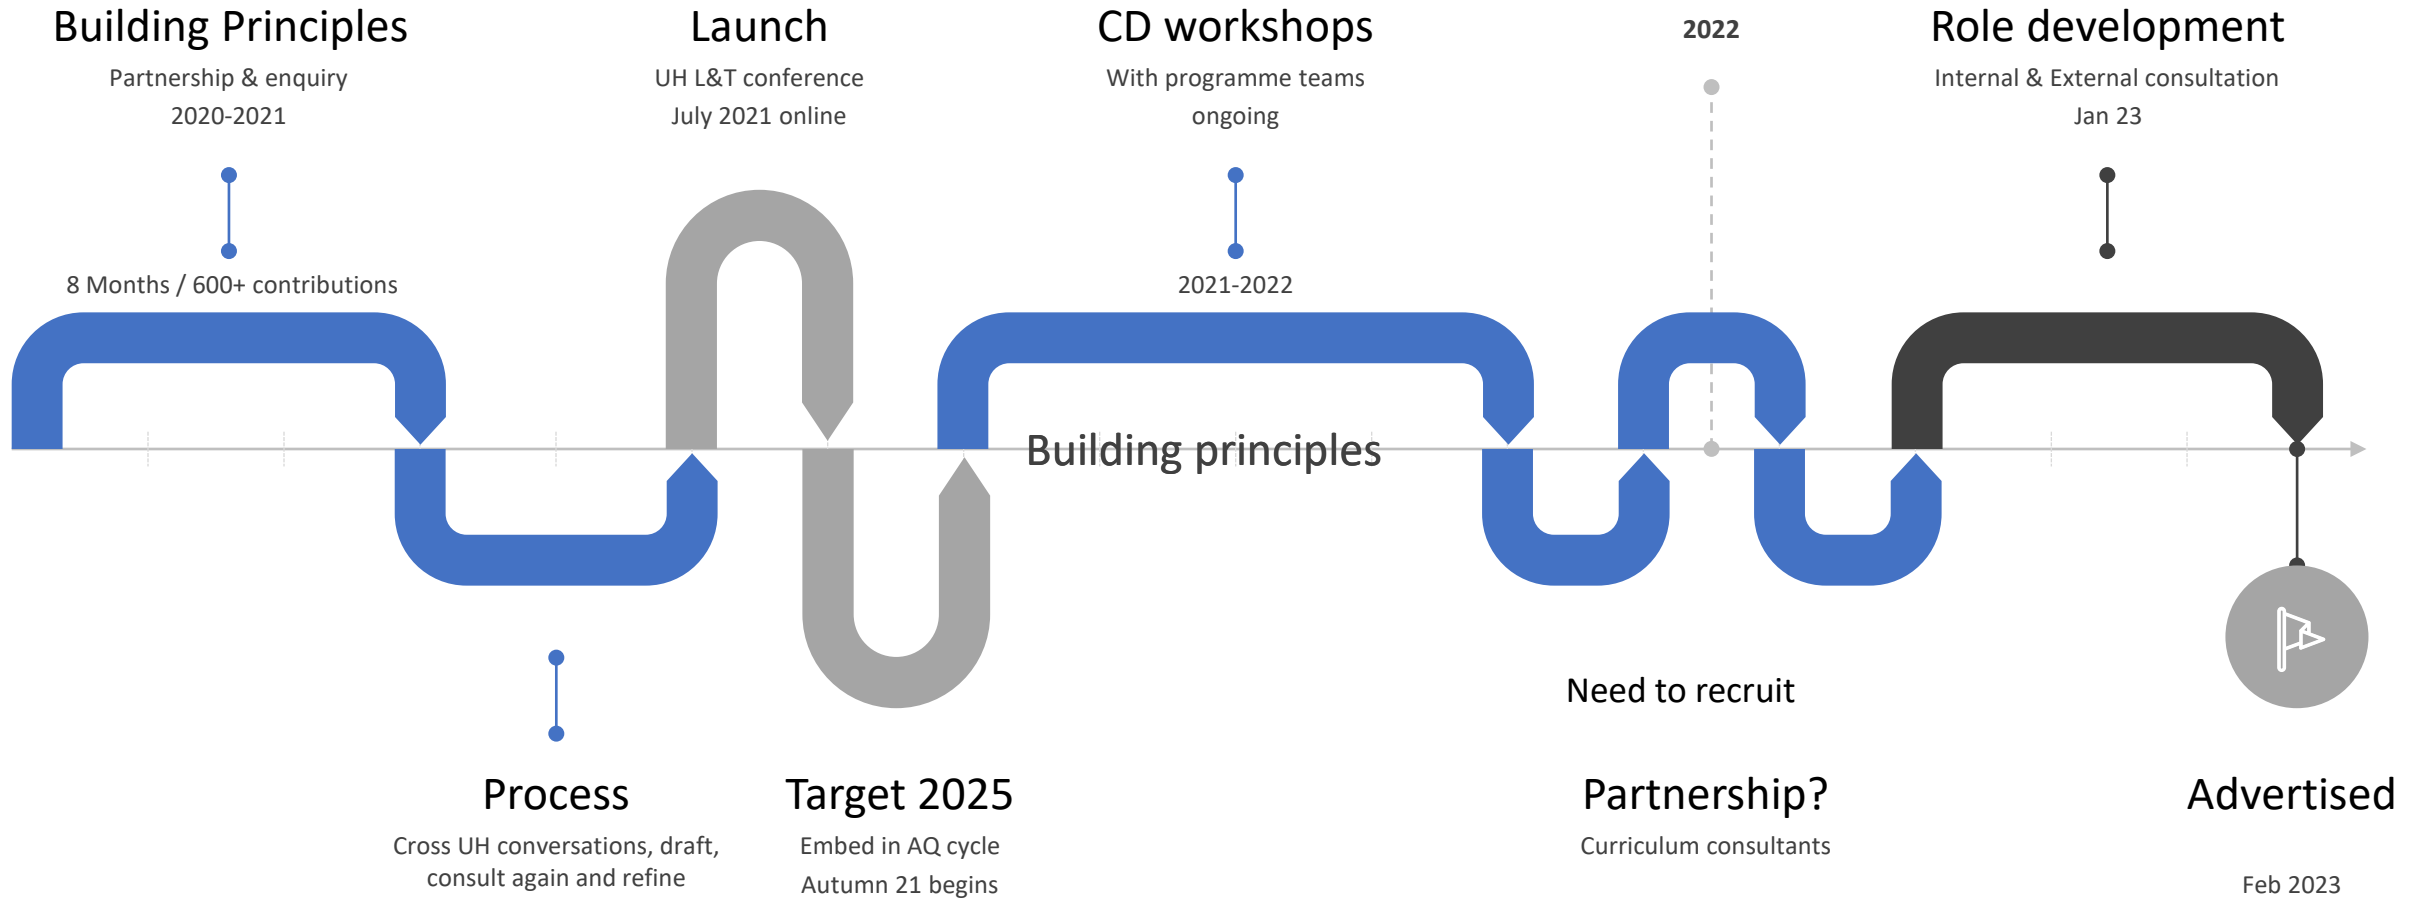 Building Principles
Partnership & enquiry
2020-2021
8 Months / 600+ contributions
Launch
UH L&T conference
July 2021 online
CD workshops
With programme teams
ongoing
2021-2022
2022
Role development
Internal & External consultation
Jan 23
Building principles
Process
Cross UH conversations, draft,
consult again and refine
Target 2025
Embed in AQ cycle
Autumn 21 begins
Need to recruit
Partnership?
Curriculum consultants
Advertised
Feb 2023